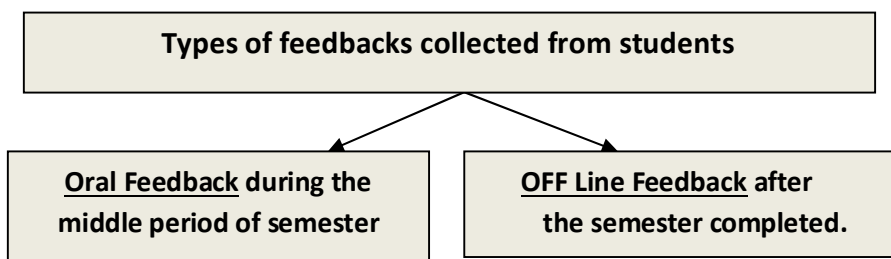 Types of feedbacks collected from students
Oral Feedback during the
middle period of semester
OFF Line Feedback after
the semester completed.